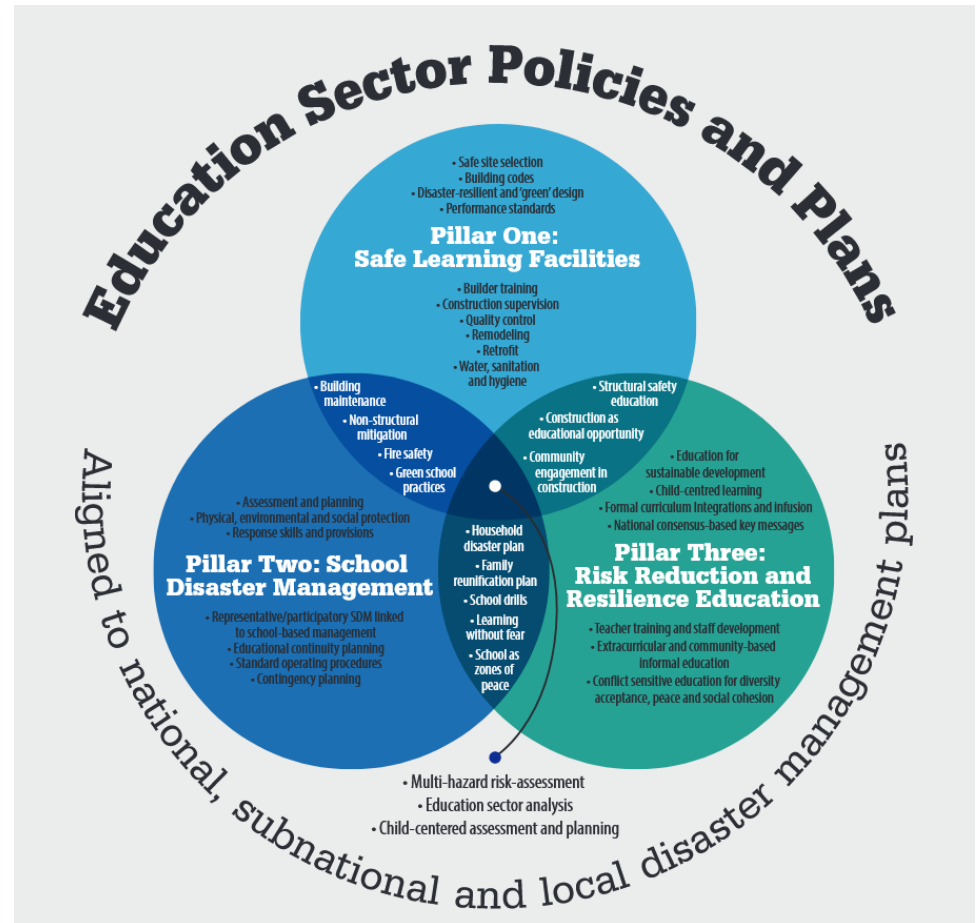 Education Sector Policies and Plans
• Safe site selection
• Building codes
• Disaster-resilient and ‘green’ design
• Performance standards
Pillar One:
Safe Learning Facilities
• Builder training
• Construction supervision
• Quality control
• Remodeling
• Retrofit
• Water, sanitation
and hygiene
• Building
maintenance
• Non-structural
mitigation
• Fire safety
• Green school
practices
• Structural safety
education
• Construction as
educational opportunity
• Community
engagement in
construction
• Assessment and planning
• Physical, environmental and social protection
• Response skills and provisions
Pillar Two: School
Disaster Management
• Representative/participatory SDM linked
to school-based management
• Educational continuity planning
• Standard operating procedures
• Contingency planning
• Household
disaster plan
• Family
reunification plan
• School drills
• Learning
without fear
• School as
zones of
peace
• Education for
sustainable development
• Child-centred learning
• Formal curriculum Integrations and infusion
• National consensus-based key messages
Pillar Three:
Risk Reduction and
Resilience Education
• Teacher training and staff development
• Extracurricular and community-based
informal education
• Conflict sensitive education for diversity
acceptance, peace and social cohesion
• Multi-hazard risk-assessment
• Education sector analysis
• Child-centered assessment and planning
Aligned to national, subnational and local disaster management plans